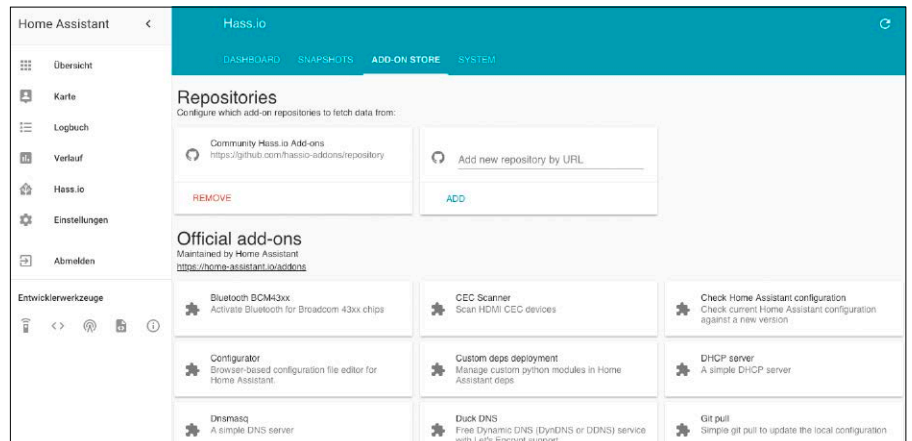 Home Assistant
Hass.io
DASHBOARD SNAPSHOTS ADD-ON STORE SYSTEM
Übersicht
Karte
Logbuch
Verlauf
Hass.io
Einstellungen
Abmelden
Entwicklerwerkzeuge
Repositories
Configure which add-on repositories to fetch data from:
Community Hass.io Add-ons
https://github.com/hassio-addons/repository
REMOVE
Add new repository by URL
ADD
Official add-ons
Maintained by Home Assistant
https://home-assistant.io/addons
Bluetooth BCM43xx
Activate Bluetooth for Broadcom 43xx chips
CEC Scanner
Scan HDMI CEC devices
Check Home Assistant configuration
Check current Home Assistant configuration
against a new version
Configurator
Browser-based configuration file editor for
Home Assistant.
Custom deps deployment
Manage custom python modules in Home
Assistant deps
DHCP server
A simple DHCP server
Dnsmasq
A simple DNS server
Duck DNS
Free Dynamic DNS (DynDNS or DDNS) service
with Let's Encrypt support
Git pull
Simple git pull to update the local configuration